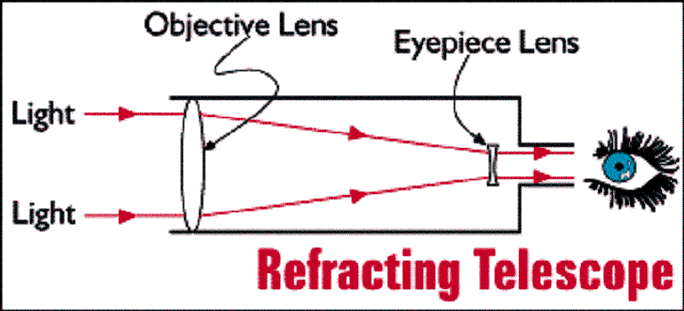 Objective Lens
Eyepiece Lens
Light
Light
Refracting Telescope